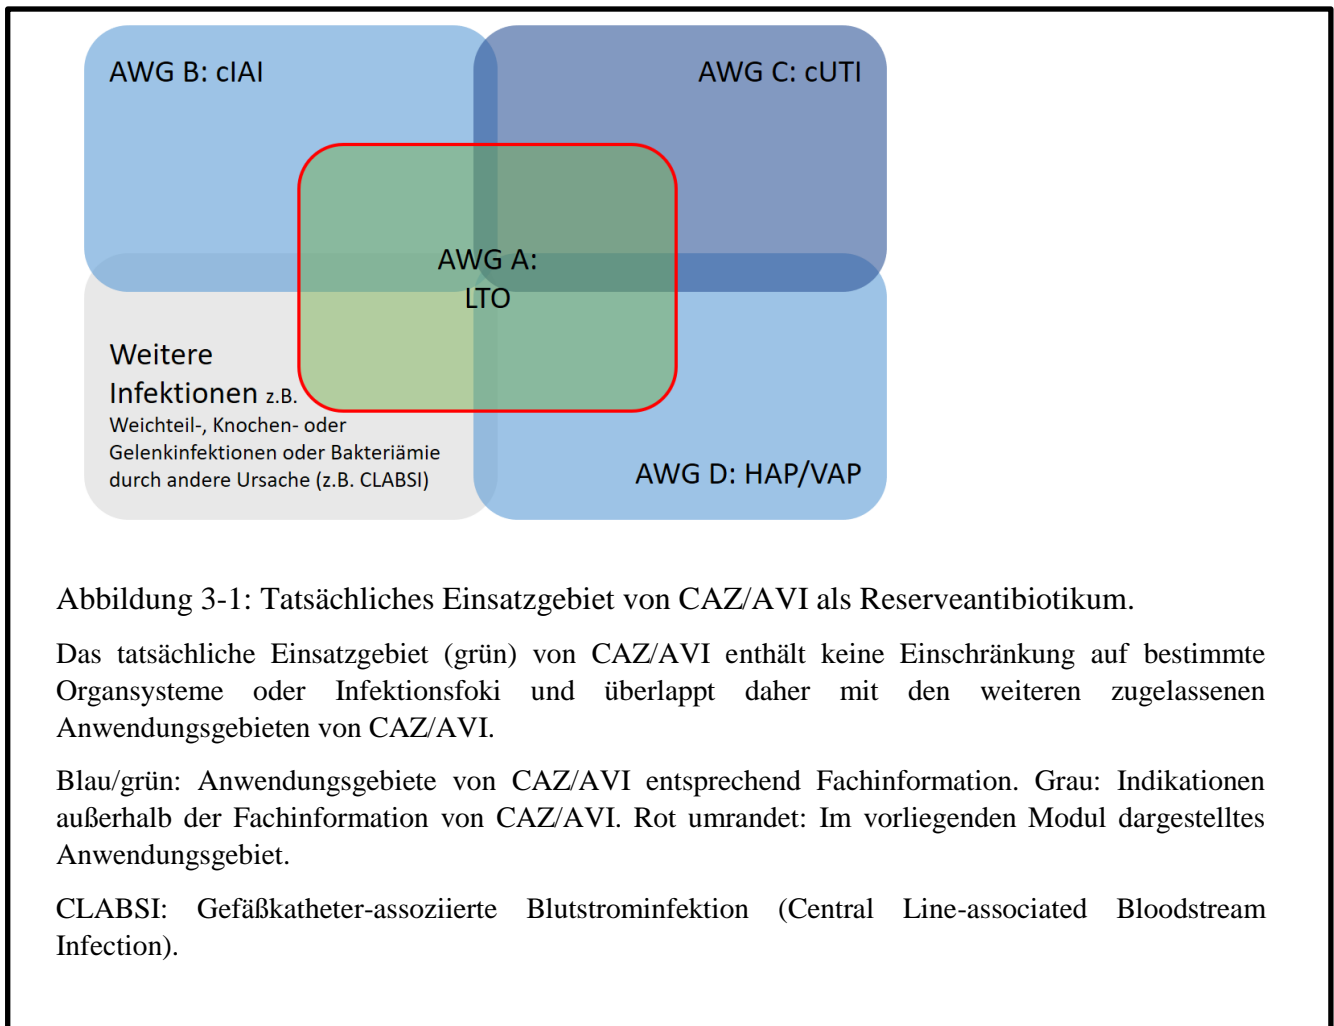 AWG B: cIAI
AWG C: cUTI
AWG A:
LTO
Weitere
Infektionen z.B.
Weichteil-, Knochen- oder
Gelenkinfektionen oder Bakteriämie
durch andere Ursache (z.B. CLABSI)
AWG D: HAP/VAP
Abbildung 3-1: Tatsächliches Einsatzgebiet von CAZ/AVI als Reserveantibiotikum.
Das tatsächliche Einsatzgebiet (grün) von CAZ/AVI enthält keine Einschränkung auf bestimmte
Organsysteme oder Infektionsfoki und überlappt daher mit den weiteren zugelassenen
Anwendungsgebieten von CAZ/AVI.
Blau/grün: Anwendungsgebiete von CAZ/AVI entsprechend Fachinformation. Grau: Indikationen
außerhalb der Fachinformation von CAZ/AVI. Rot umrandet: Im vorliegenden Modul dargestelltes
Anwendungsgebiet.
CLABSI: Gefäßkatheter-assoziierte Blutstrominfektion (Central Line-associated Bloodstream
Infection).